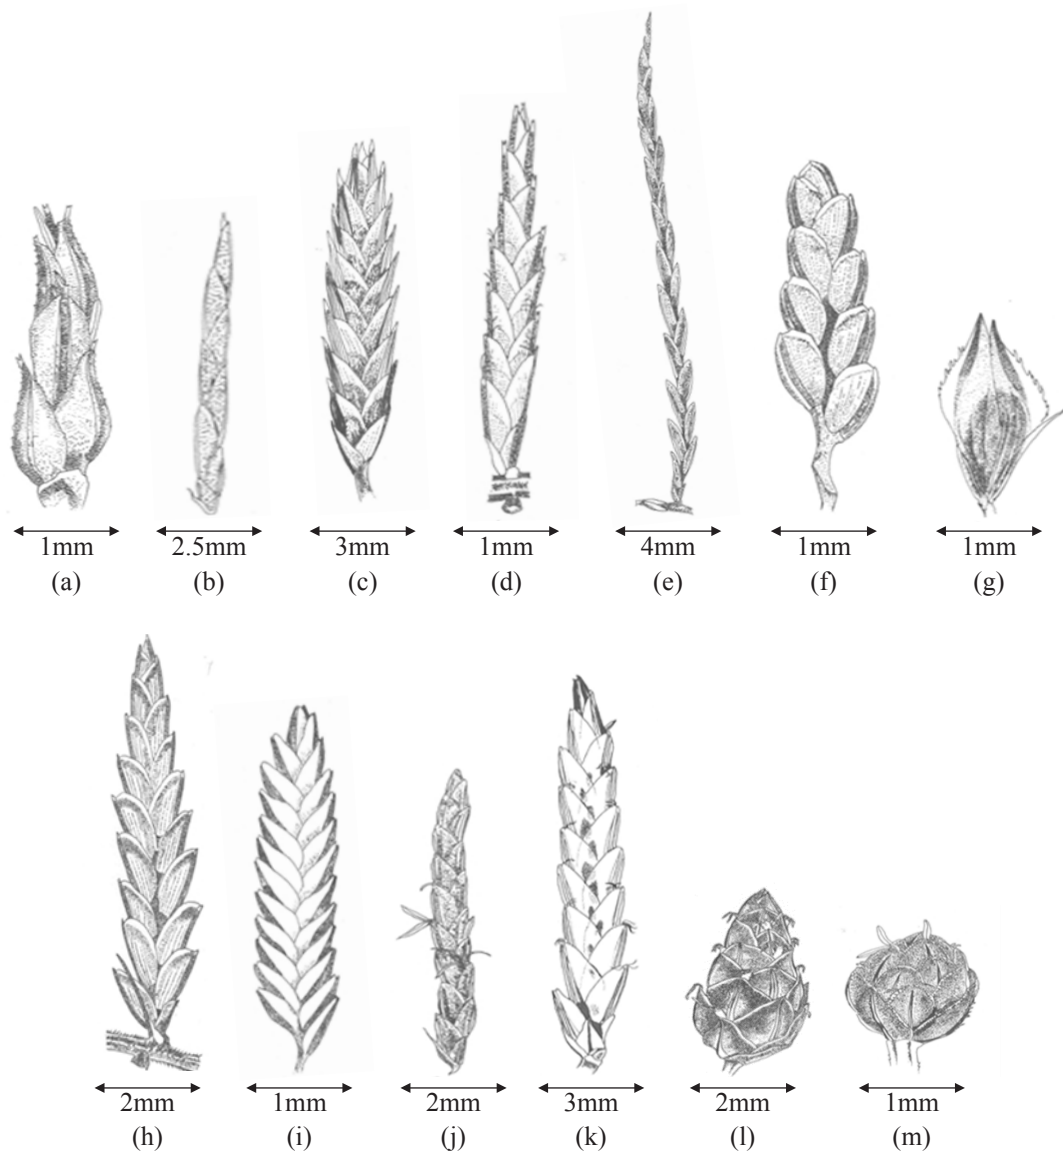 1mm 2.5mm 3mm 1mm 4mm 1mm 1mm
(a) (b) (c) (d) (e) (f) (g)
2mm 1mm 2mm 3mm 2mm 1mm
(h) (i) (j) (k) (l) (m)